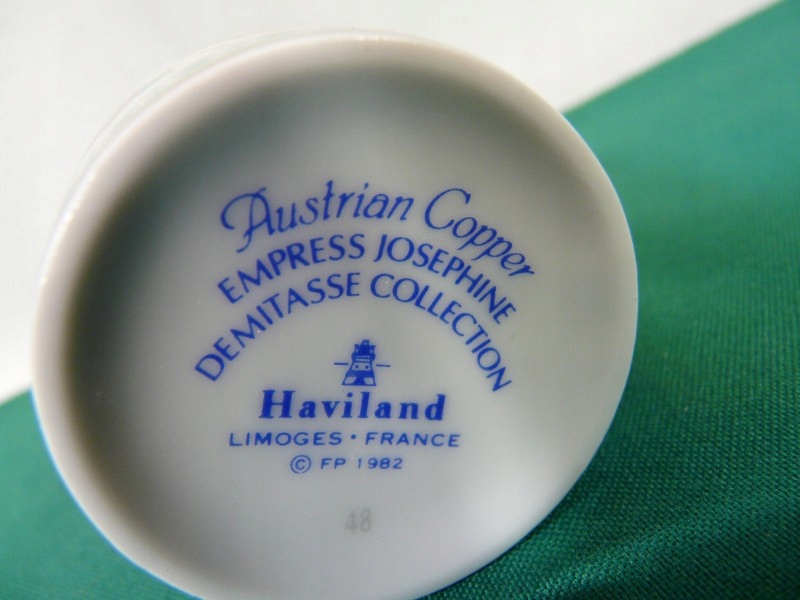 Austrian Copper
EMPRESS JOSEPHINE
DEMITASSE COLLECTION
Haviland
LIMOGES · FRANCE
© FP 1982
48